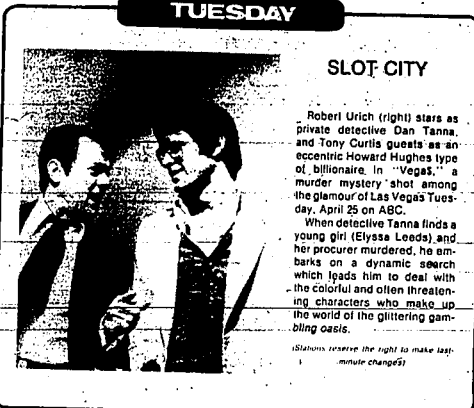 TUESDAY
SLOT CITY
Robert Urich (right) stars as
private detective Dan Tanna,
and Tony Curtis guests as an
eccentric Howard Hughes type
of billionaire, in "Vega$," a
murder mystery shot among
the glamour of Las Vegas Tues-
day, April 25 on ABC.
When detective Tanna finds a
young girl (Elyssa Leeds) and
her procurer murdered, he em-
barks on a dynamic search
which leads him to deal with
the colorful and often threaten-
ing characters who make up
the world of the glittering gam-
bling oasis.
(Stations reserve the right to make last-
minute changes)